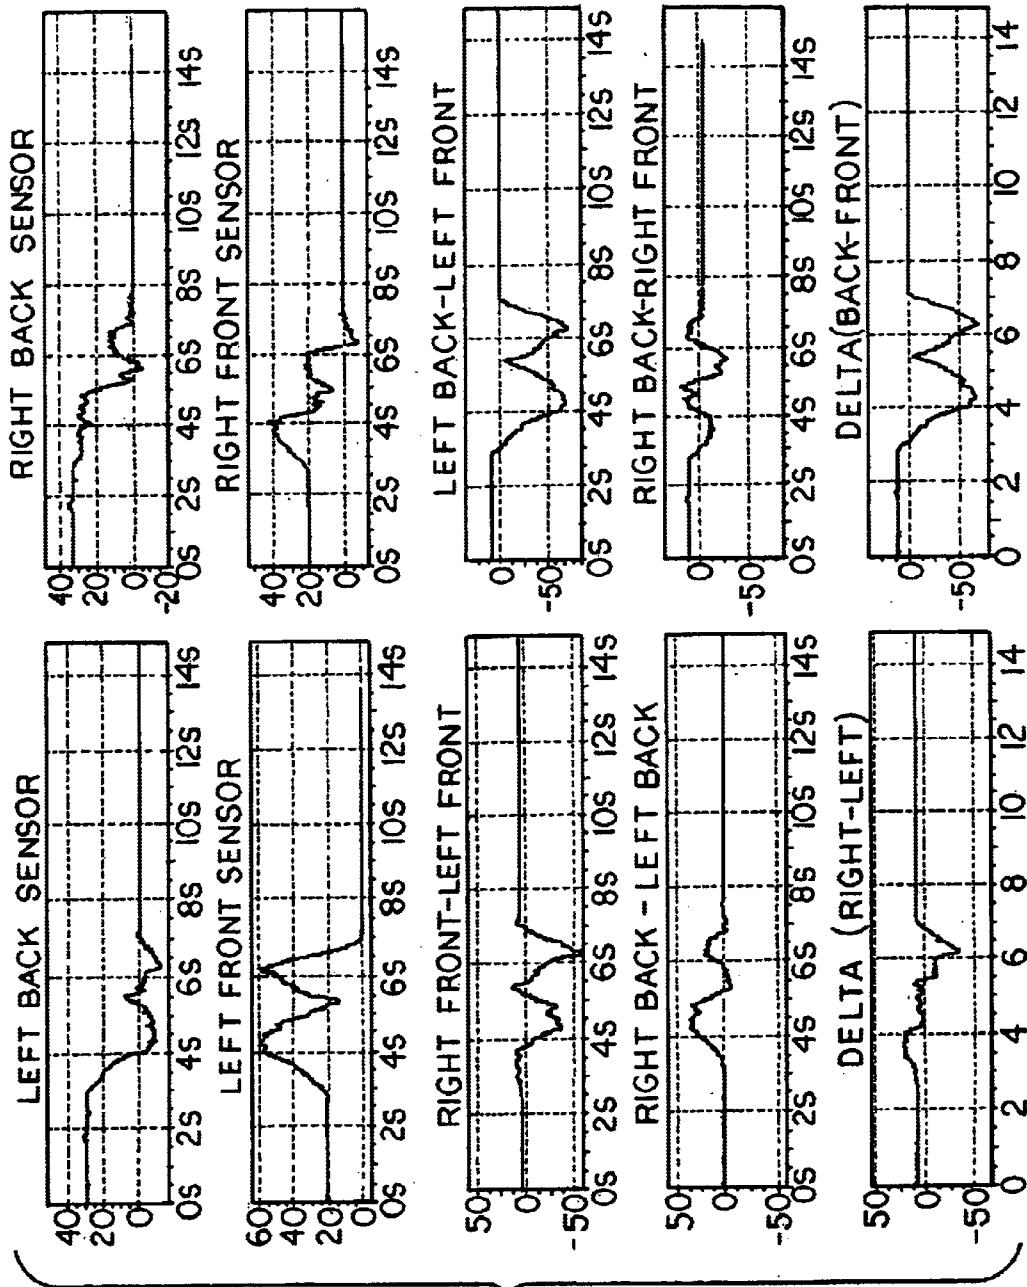 LEFT BACK SENSOR
40
20
0
0S 2S 4S 6S 8S 10S 12S 14S
RIGHT BACK SENSOR
40
20
0
-20
0S 2S 4S 6S 8S 10S 12S 14S
LEFT FRONT SENSOR
60
40
20
0
0S 2S 4S 6S 8S 10S 12S 14S
RIGHT FRONT SENSOR
40
20
0
0S 2S 4S 6S 8S 10S 12S 14S
RIGHT FRONT-LEFT FRONT
50
0
-50
0S 2S 4S 6S 8S 10S 12S 14S
LEFT BACK-LEFT FRONT
0
-50
0S 2S 4S 6S 8S 10S 12S 14S
RIGHT BACK - LEFT BACK
50
0
-50
0S 2S 4S 6S 8S 10S 12S 14S
RIGHT BACK-RIGHT FRONT
0
-50
0S 2S 4S 6S 8S 10S 12S 14S
DELTA (RIGHT-LEFT)
50
0
-50
0 2 4 6 8 10 12 14
DELTA(BACK-FRONT)
0
-50
0 2 4 6 8 10 12 14